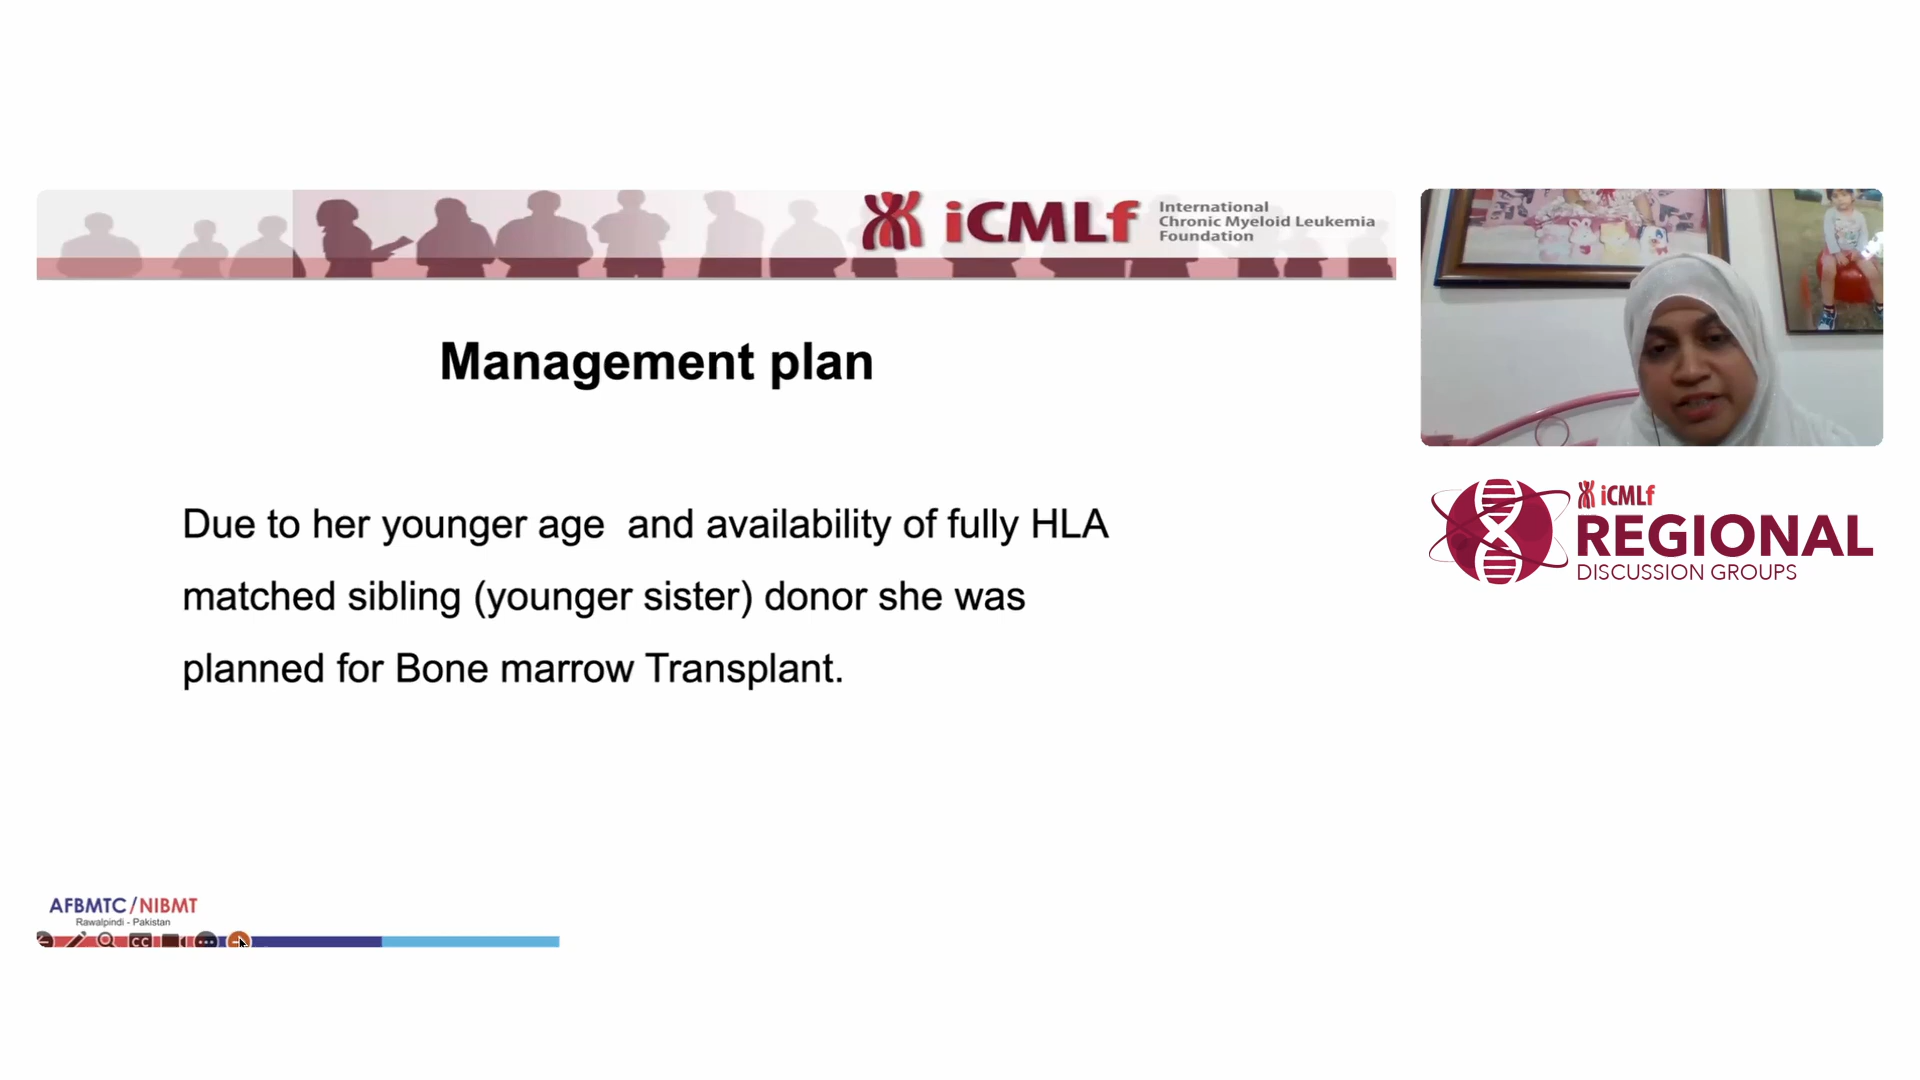 iCMLf
International
Chronic Myeloid Leukemia
Foundation
Management plan
Due to her younger age  and availability of fully HLA
matched sibling (younger sister) donor she was
planned for Bone marrow Transplant.
AFBMTC/NIBMT
Rawalpindi - Pakistan
CC
iCMLf
REGIONAL
DISCUSSION GROUPS